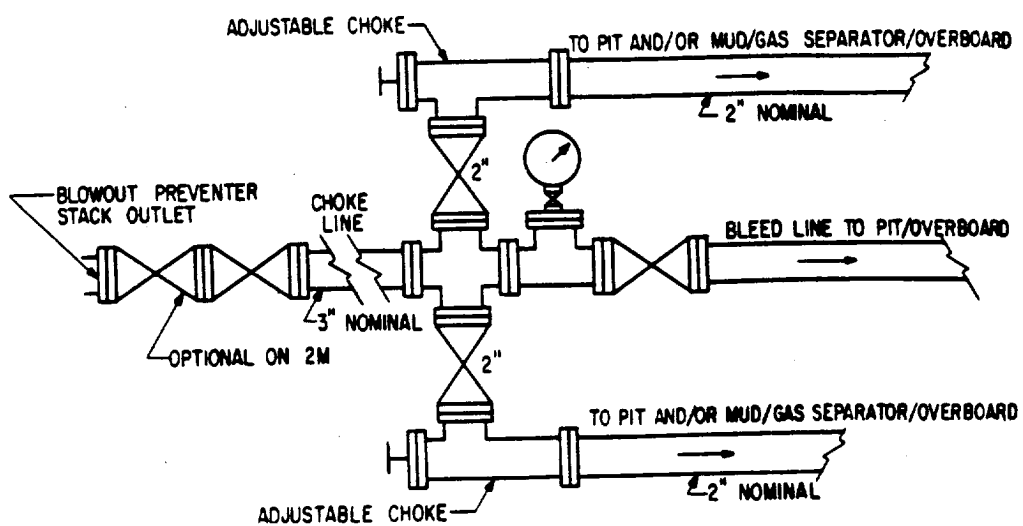 ADJUSTABLE CHOKE
TO PIT AND/OR MUD/GAS SEPARATOR/OVERBOARD
2" NOMINAL
2"
BLOWOUT PREVENTER
STACK OUTLET
CHOKE
LINE
BLEED LINE TO PIT/OVERBOARD
3" NOMINAL
OPTIONAL ON 2M
2"
TO PIT AND/OR MUD/GAS SEPARATOR/OVERBOARD
2" NOMINAL
ADJUSTABLE CHOKE